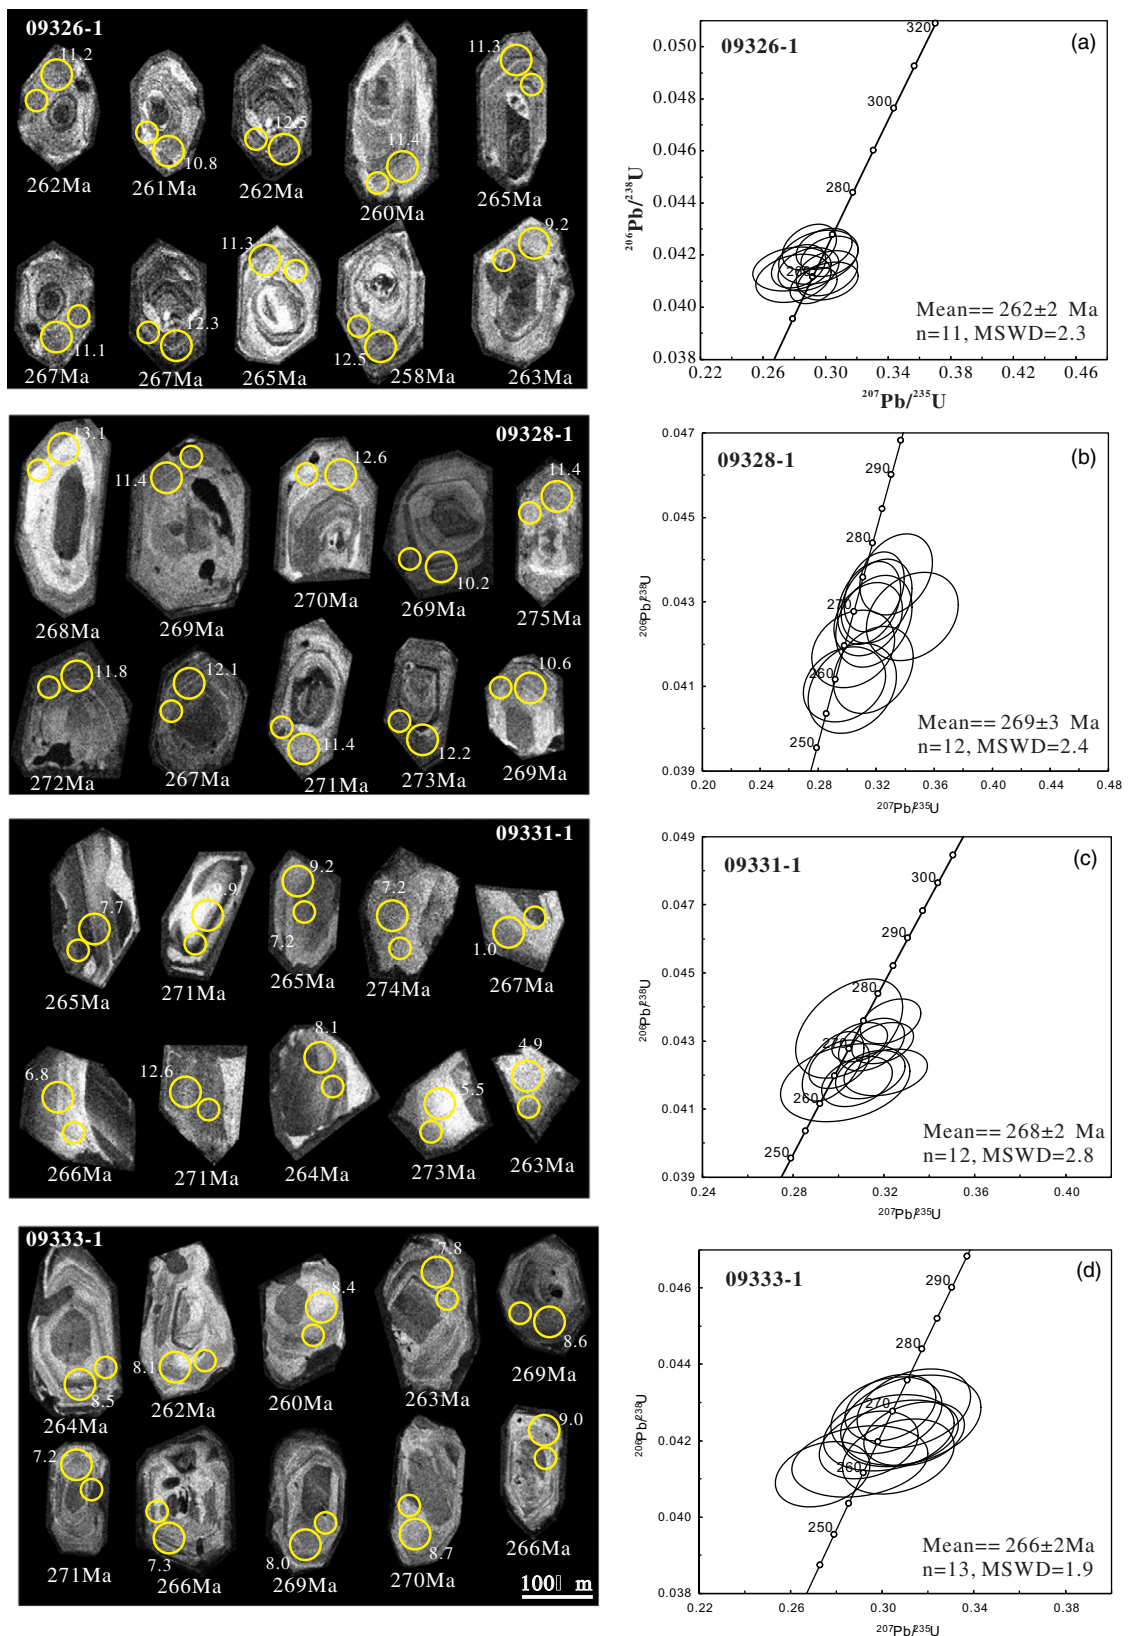 09326-1
11.2
11.3
12.5
10.8
11.4
262Ma
261Ma
262Ma
260Ma
265Ma
11.3
9.2
11.1
12.3
12.5
267Ma
267Ma
265Ma
258Ma
263Ma
09326-1
(a)
320
300
280
260
0.050
0.048
0.046
0.044
0.042
0.040
0.038
206Pb/238U
Mean== 262±2 Ma
n=11, MSWD=2.3
0.22 0.26 0.30 0.34 0.38 0.42 0.46
207Pb/235U
09328-1
13.1
11.4
12.6
11.4
10.2
268Ma
269Ma
270Ma
269Ma
275Ma
11.8
12.1
10.6
11.4
12.2
272Ma
267Ma
271Ma
273Ma
269Ma
09328-1
(b)
290
280
270
260
250
0.047
0.045
0.043
0.041
0.039
206Pb/238U
Mean== 269±3 Ma
n=12, MSWD=2.4
0.20 0.24 0.28 0.32 0.36 0.40 0.44 0.48
207Pb/235U
09331-1
7.7
9.9
9.2
7.2
7.2
1.0
265Ma
271Ma
265Ma
274Ma
267Ma
6.8
12.6
8.1
5.5
4.9
266Ma
271Ma
264Ma
273Ma
263Ma
09331-1
(c)
300
290
280
270
260
250
0.049
0.047
0.045
0.043
0.041
0.039
206Pb/238U
Mean== 268±2 Ma
n=12, MSWD=2.8
0.24 0.28 0.32 0.36 0.40
207Pb/235U
09333-1
8.5
8.1
8.4
7.8
8.6
264Ma
262Ma
260Ma
263Ma
269Ma
7.2
7.3
8.0
8.7
9.0
271Ma
266Ma
269Ma
270Ma
266Ma
100 m
09333-1
(d)
290
280
270
260
250
0.046
0.044
0.042
0.040
0.038
206Pb/238U
Mean== 266±2Ma
n=13, MSWD=1.9
0.22 0.26 0.30 0.34 0.38
207Pb/235U